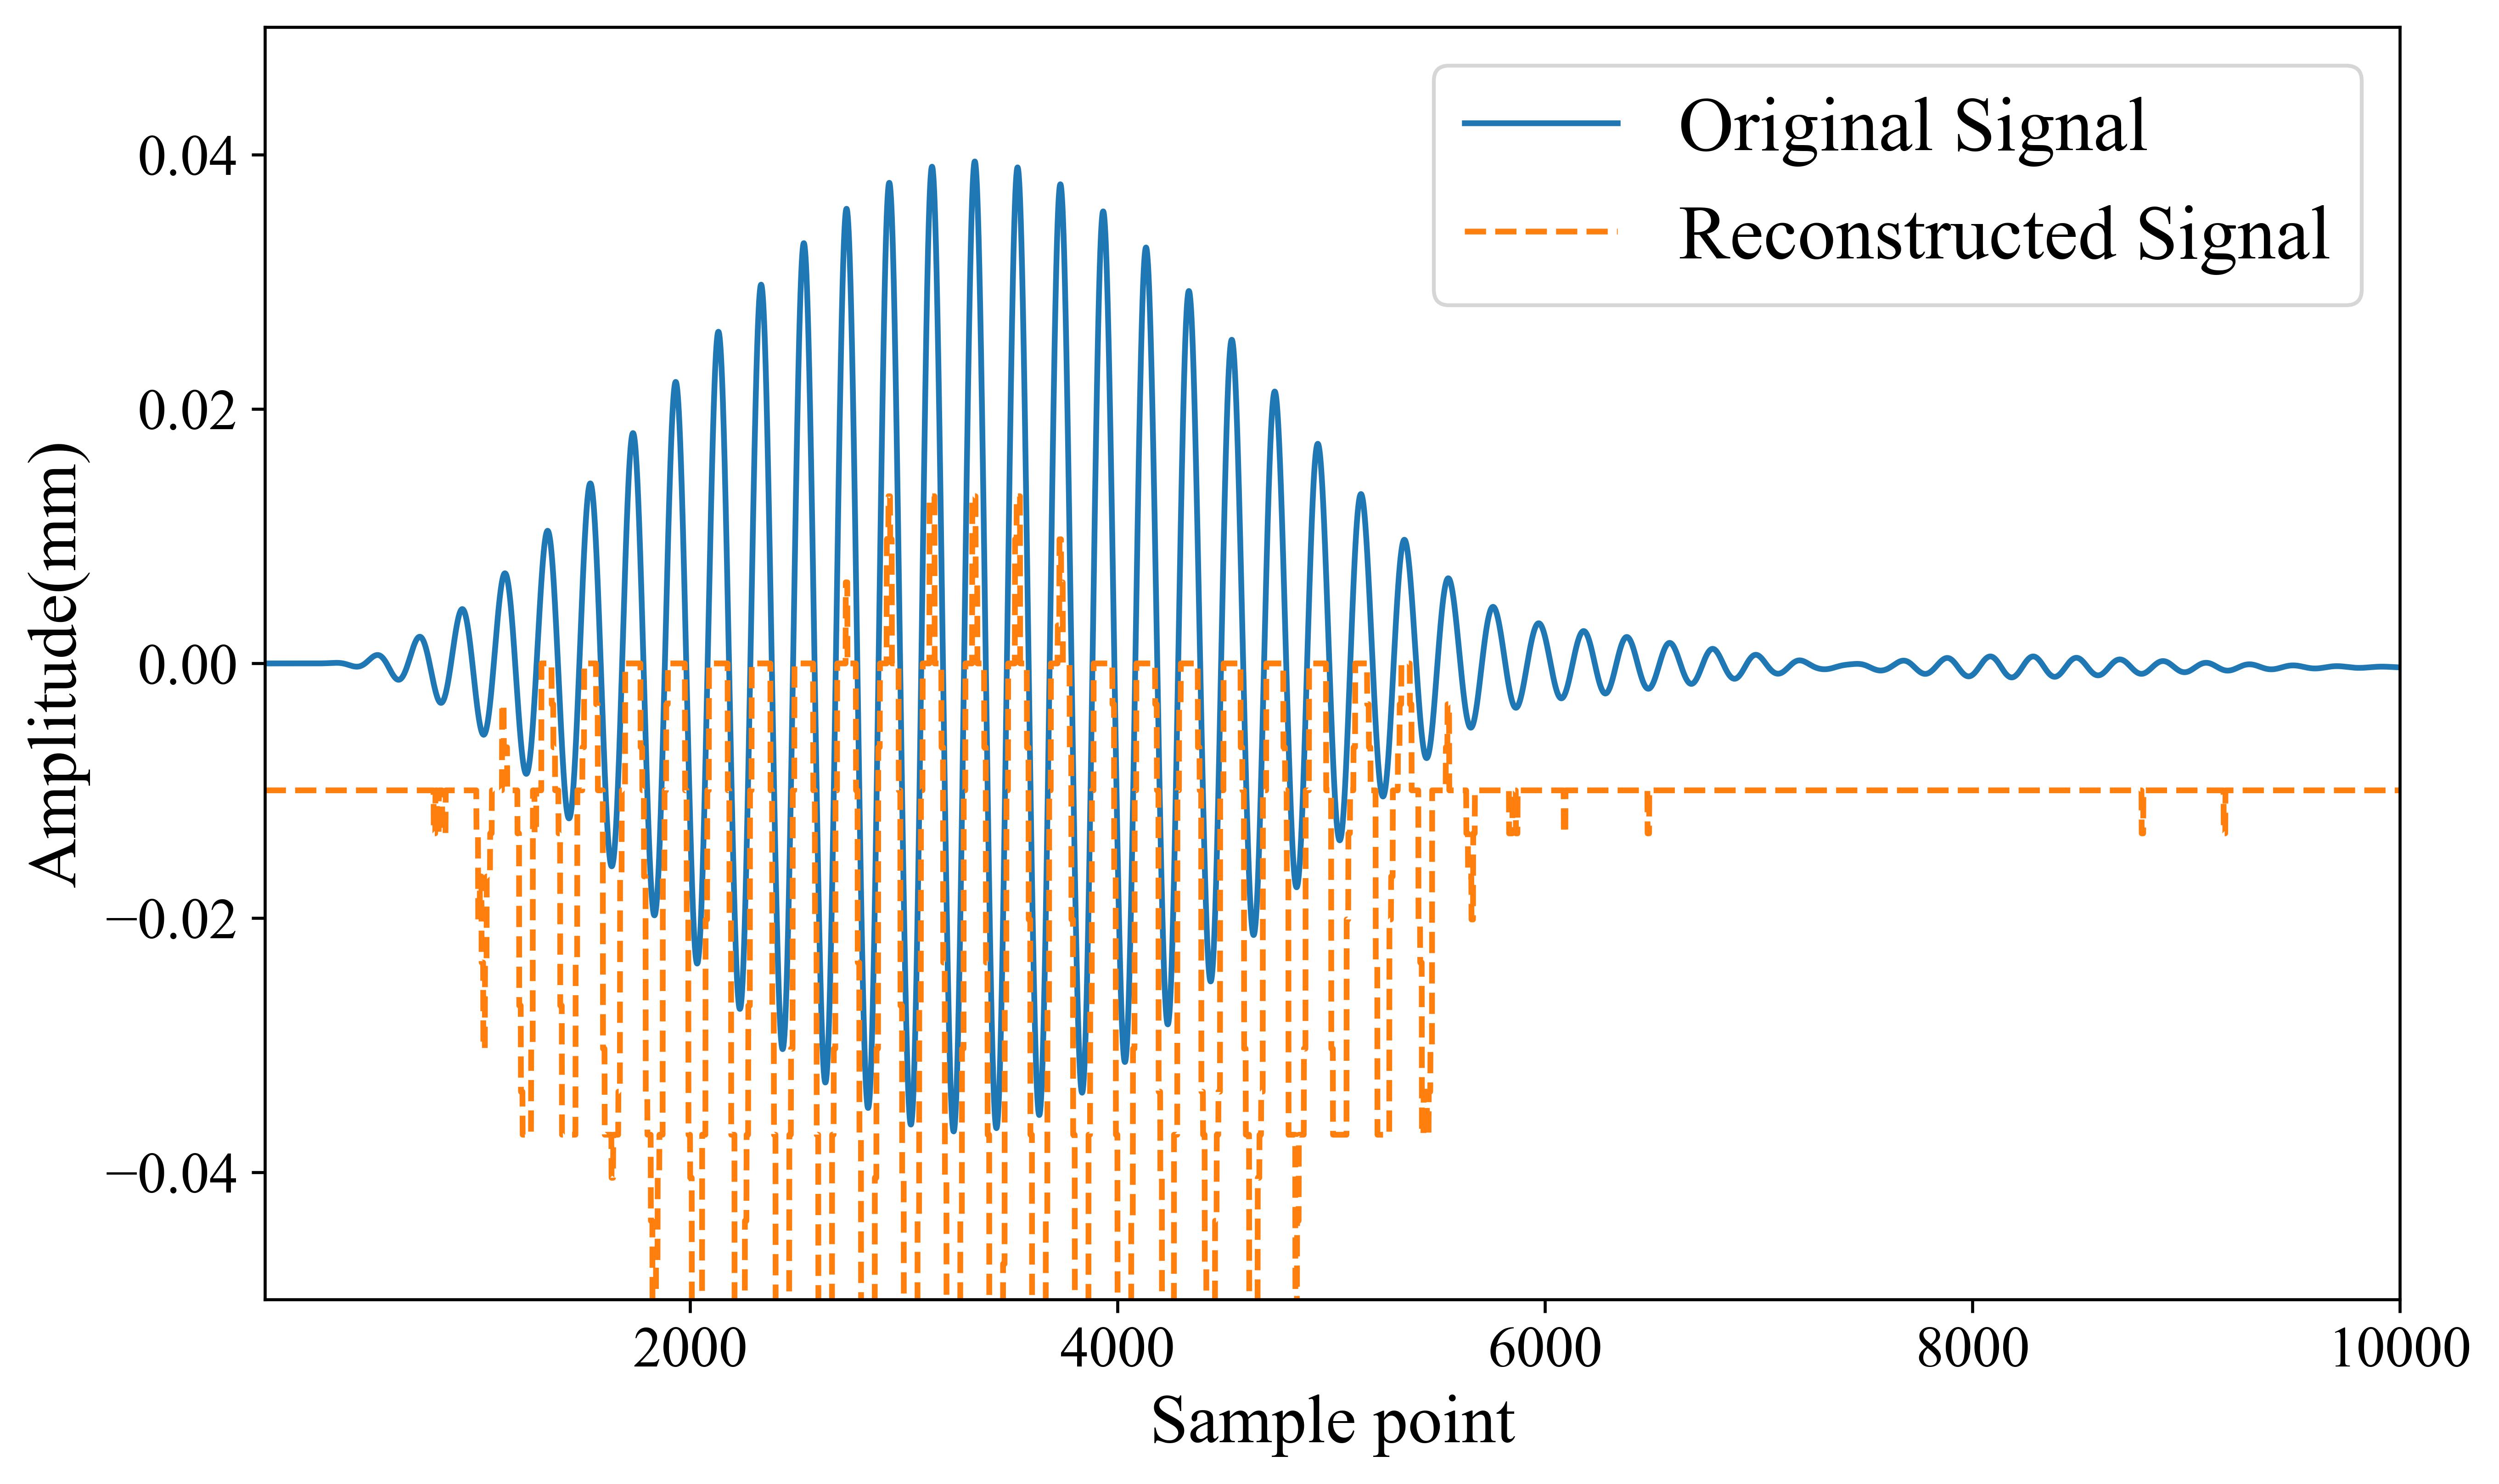 Original Signal
Reconstructed Signal
0.04
0.02
0.00
−0.02
−0.04
Amplitude(mm)
2000 4000 6000 8000 10000
Sample point